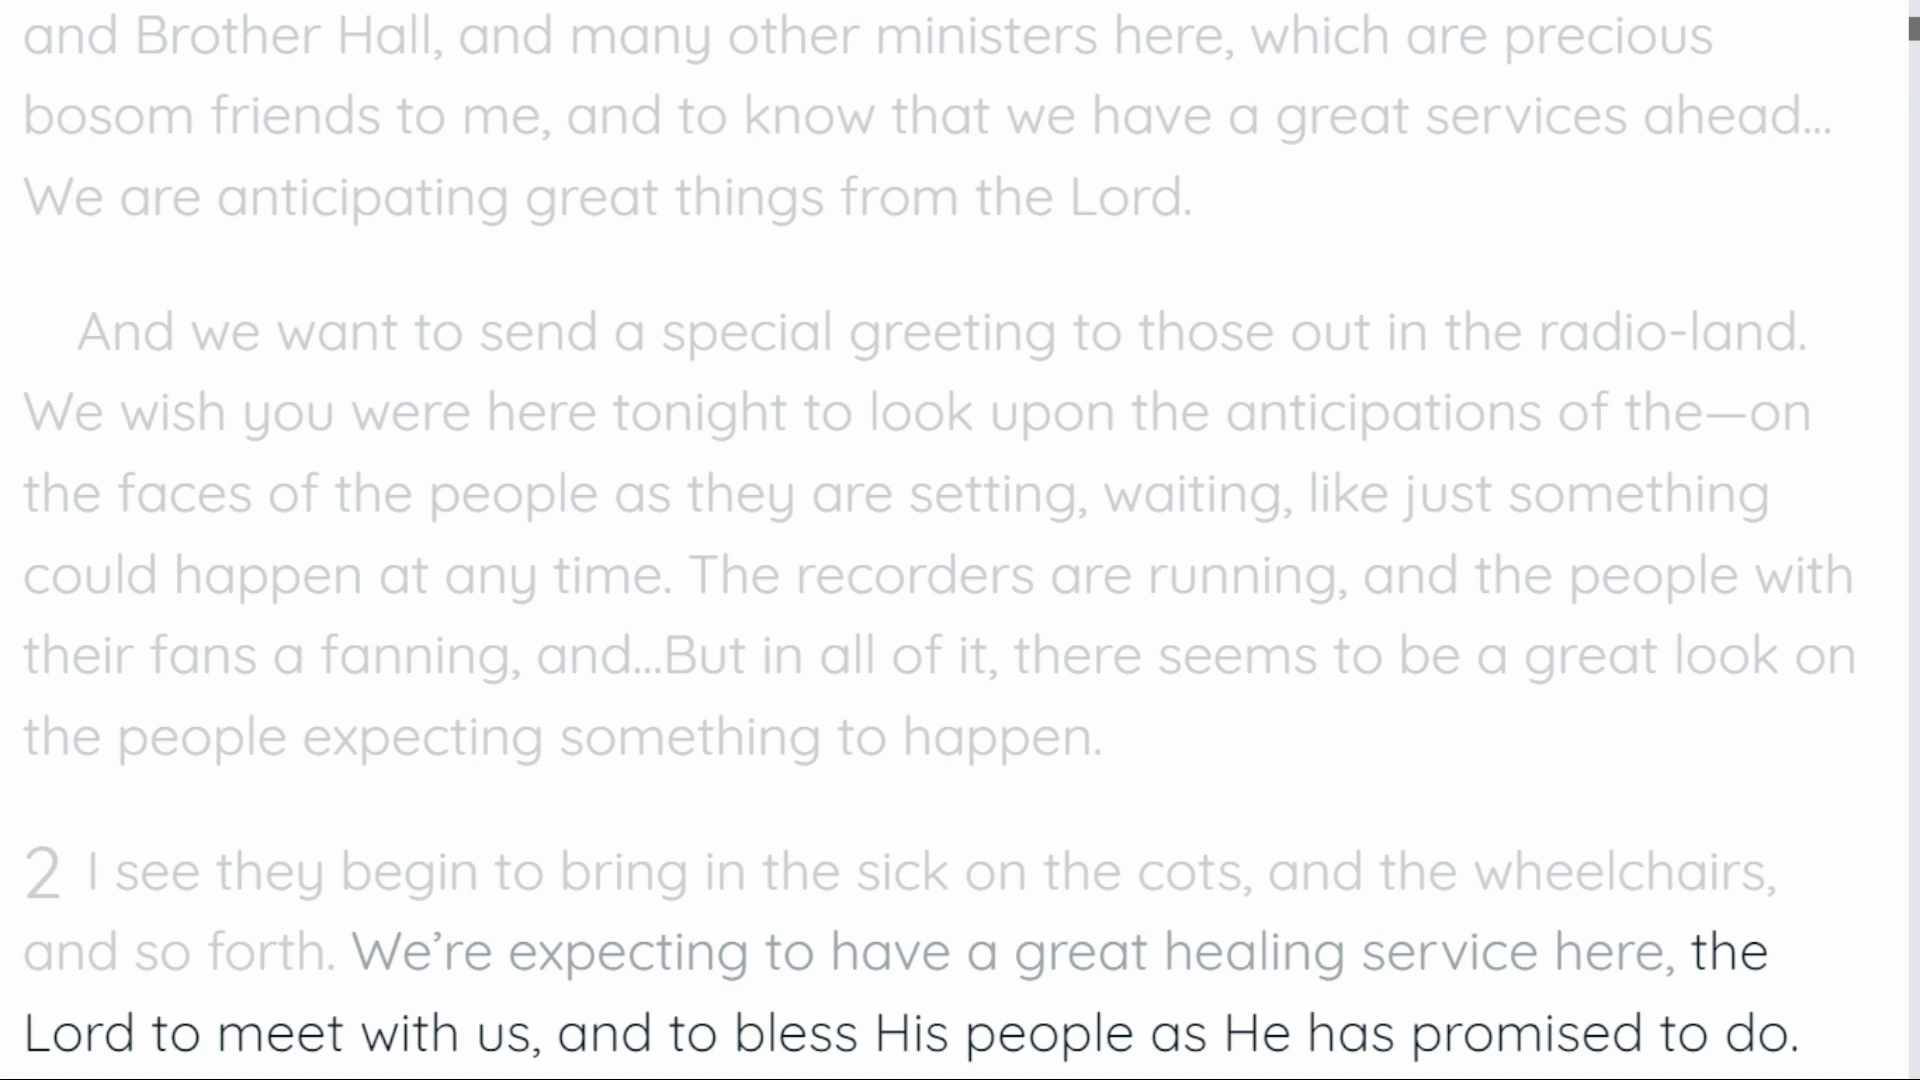 and Brother Hall, and many other ministers here, which are precious
bosom friends to me, and to know that we have a great services ahead...
We are anticipating great things from the Lord.
And we want to send a special greeting to those out in the radio-land.
We wish you were here tonight to look upon the anticipations of the—on
the faces of the people as they are setting, waiting, like just something
could happen at any time. The recorders are running, and the people with
their fans a fanning, and...But in all of it, there seems to be a great look on
the people expecting something to happen.
2 I see they begin to bring in the sick on the cots, and the wheelchairs,
and so forth. We’re expecting to have a great healing service here, the
Lord to meet with us, and to bless His people as He has promised to do.